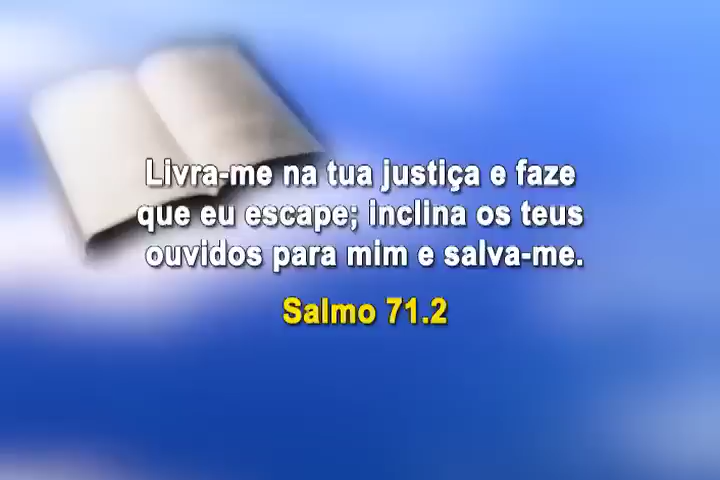 Livra-me na tua justiça e faze
que eu escape; inclina os teus
ouvidos para mim e salva-me.
Salmo 71.2